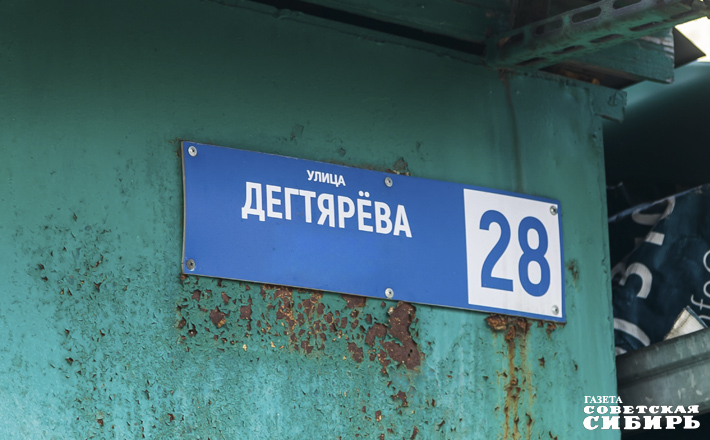 УЛИЦА
ДЕГТЯРЁВА
28
ГАЗЕТА
СОВЕТСКАЯ
СИБИРЬ